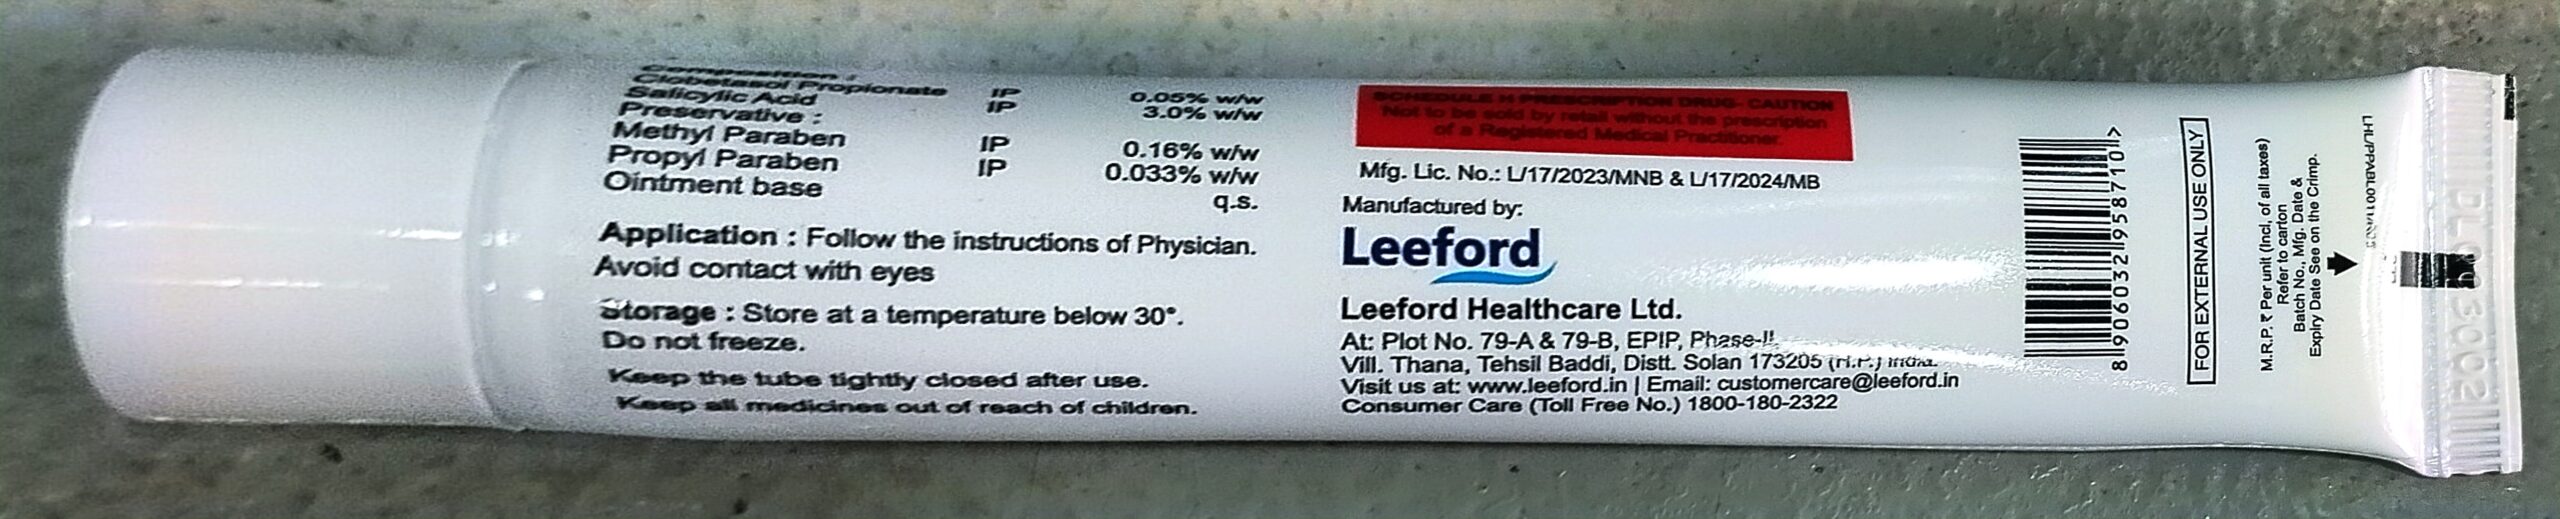 Composition :
Clobetasol Propionate IP 0.05% w/w
Salicylic Acid IP 3.0% w/w
Preservative :
Methyl Paraben IP 0.16% w/w
Propyl Paraben IP 0.033% w/w
Ointment base q.s.
Application : Follow the instructions of Physician.
Avoid contact with eyes
Storage : Store at a temperature below 30°.
Do not freeze.
Keep the tube tightly closed after use.
Keep all medicines out of reach of children.
SCHEDULE H PRESCRIPTION DRUG- CAUTION
Not to be sold by retail without the prescription
of a Registered Medical Practitioner.
Mfg. Lic. No.: L/17/2023/MNB & L/17/2024/MB
Manufactured by:
Leeford
Leeford Healthcare Ltd.
At: Plot No. 79-A & 79-B, EPIP, Phase-II,
Vill. Thana, Tehsil Baddi, Distt. Solan 173205 (H.P.) India.
Visit us at: www.leeford.in | Email: customercare@leeford.in
Consumer Care (Toll Free No.) 1800-180-2322
8 906032 958710 >
FOR EXTERNAL USE ONLY
M.R.P. ₹ Per unit (Incl. of all taxes)
Refer to carton
Batch No., Mfg. Date &
Expiry Date See on the Crimp.